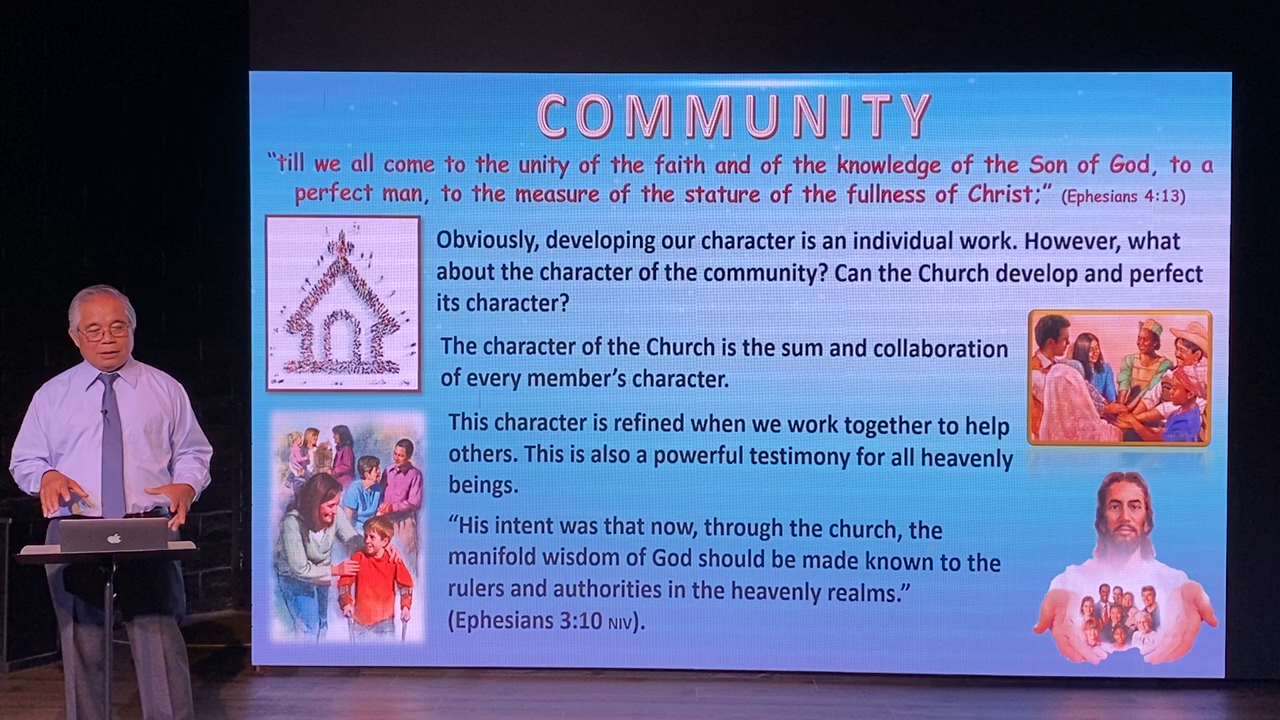 COMMUNITY
“till we all come to the unity of the faith and of the knowledge of the Son of God, to a
perfect man, to the measure of the stature of the fullness of Christ;” (Ephesians 4:13)
Obviously, developing our character is an individual work. However, what
about the character of the community? Can the Church develop and perfect
its character?
The character of the Church is the sum and collaboration
of every member’s character.
This character is refined when we work together to help
others. This is also a powerful testimony for all heavenly
beings.
“His intent was that now, through the church, the
manifold wisdom of God should be made known to the
rulers and authorities in the heavenly realms.”
(Ephesians 3:10 NIV).